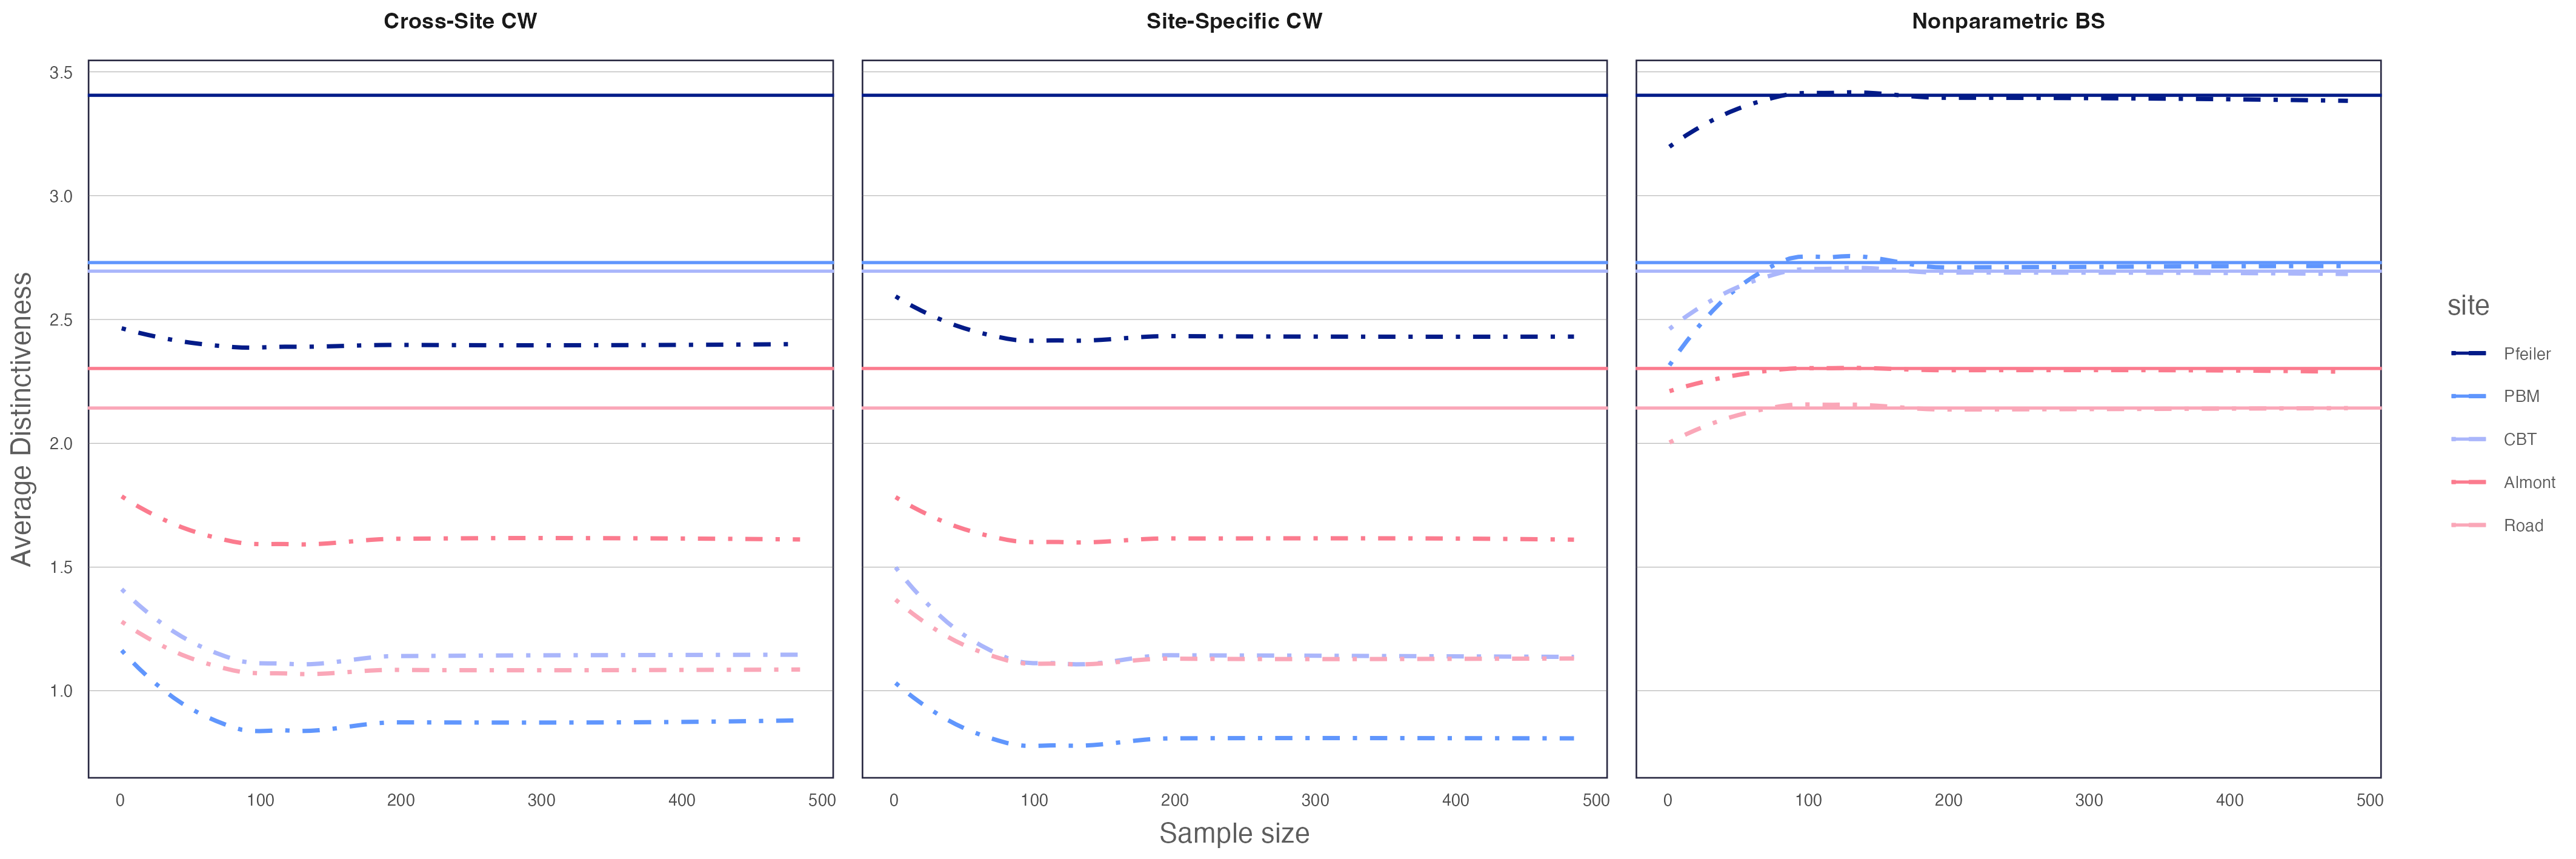 Cross-Site CW
Site-Specific CW
Nonparametric BS
Average Distinctiveness
3.5
3.0
2.5
2.0
1.5
1.0
0 100 200 300 400 500
0 100 200 300 400 500
0 100 200 300 400 500
Sample size
site
Pfeiler
PBM
CBT
Almont
Road